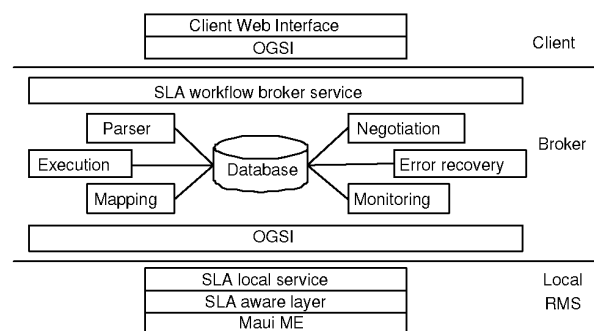 Client Web Interface
OGSI
Client
SLA workflow broker service
Parser
Negotiation
Broker
Execution
Database
Error recovery
Mapping
Monitoring
OGSI
SLA local service
Local
SLA aware layer
RMS
Maui ME